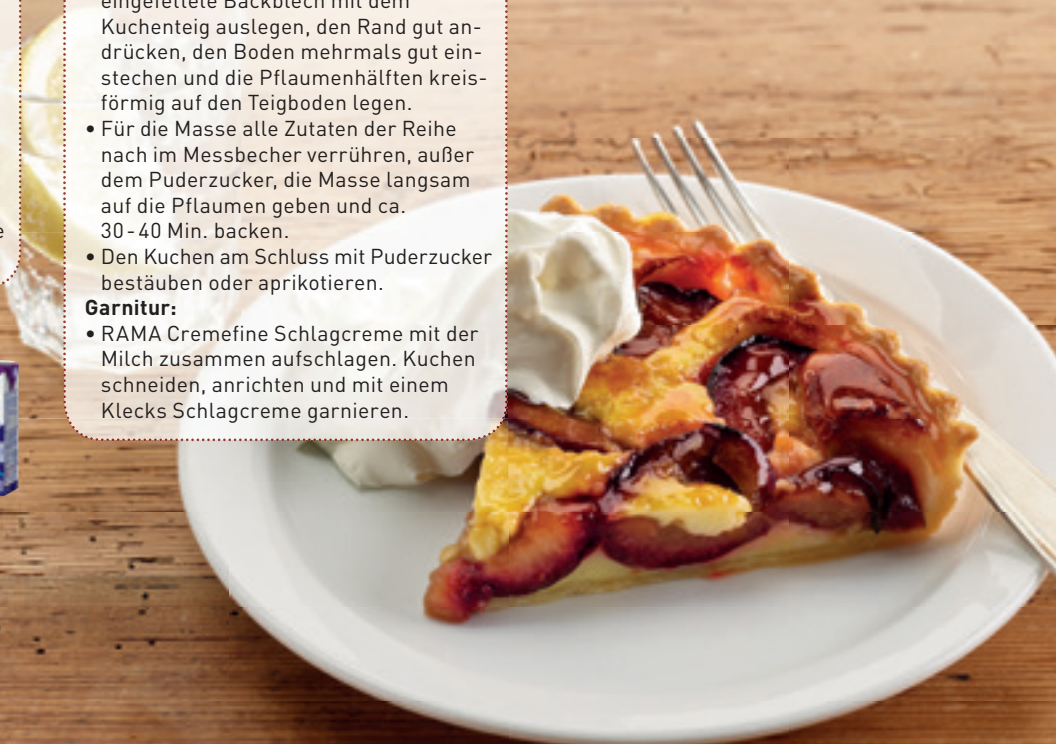 eingefettete Backblech mit dem
Kuchenteig auslegen, den Rand gut an-
drücken, den Boden mehrmals gut ein-
stechen und die Pflaumenhälften kreis-
förmig auf den Teigboden legen.
• Für die Masse alle Zutaten der Reihe
nach im Messbecher verrühren, außer
dem Puderzucker, die Masse langsam
auf die Pflaumen geben und ca.
30-40 Min. backen.
• Den Kuchen am Schluss mit Puderzucker
bestäuben oder aprikotieren.
Garnitur:
• RAMA Cremefine Schlagcreme mit der
Milch zusammen aufschlagen. Kuchen
schneiden, anrichten und mit einem
Klecks Schlagcreme garnieren.